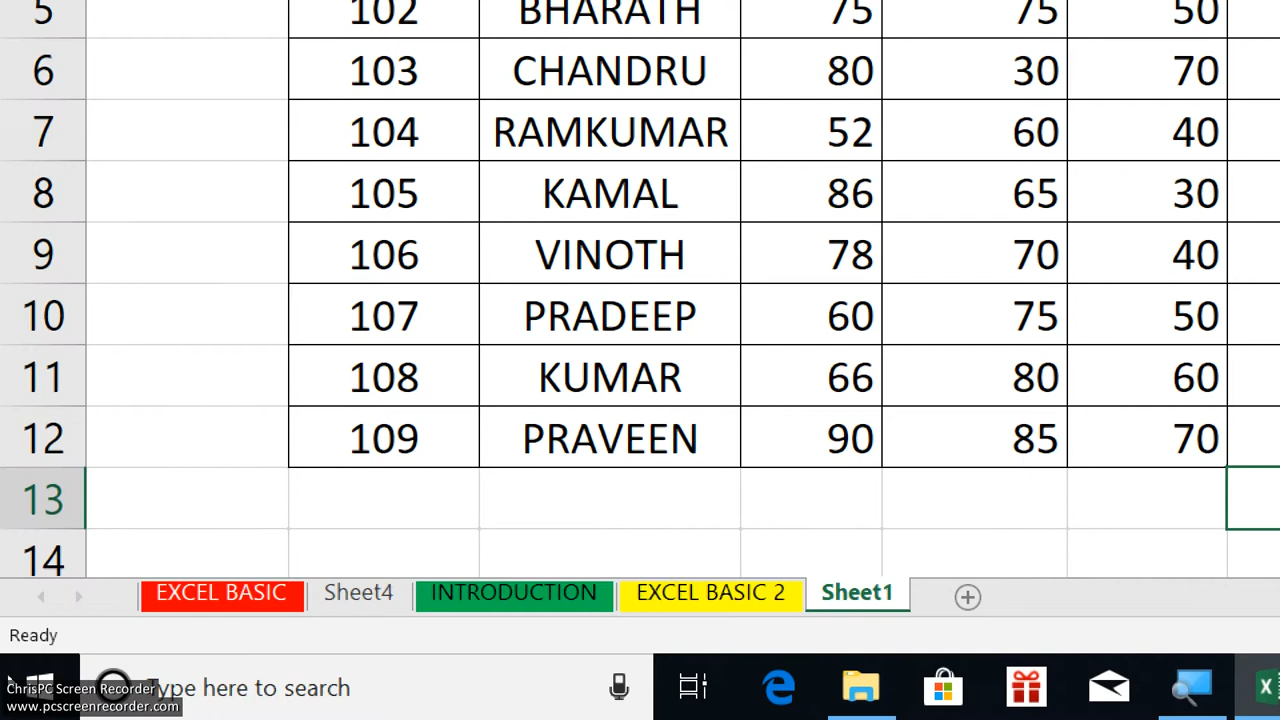 5 102 BHARATH 75 75 50
6 103 CHANDRU 80 30 70
7 104 RAMKUMAR 52 60 40
8 105 KAMAL 86 65 30
9 106 VINOTH 78 70 40
10 107 PRADEEP 60 75 50
11 108 KUMAR 66 80 60
12 109 PRAVEEN 90 85 70
13
14
EXCEL BASIC Sheet4 INTRODUCTION EXCEL BASIC 2 Sheet1
Ready
ChrisPC Screen Recorder
www.pcscreenrecorder.com
Type here to search